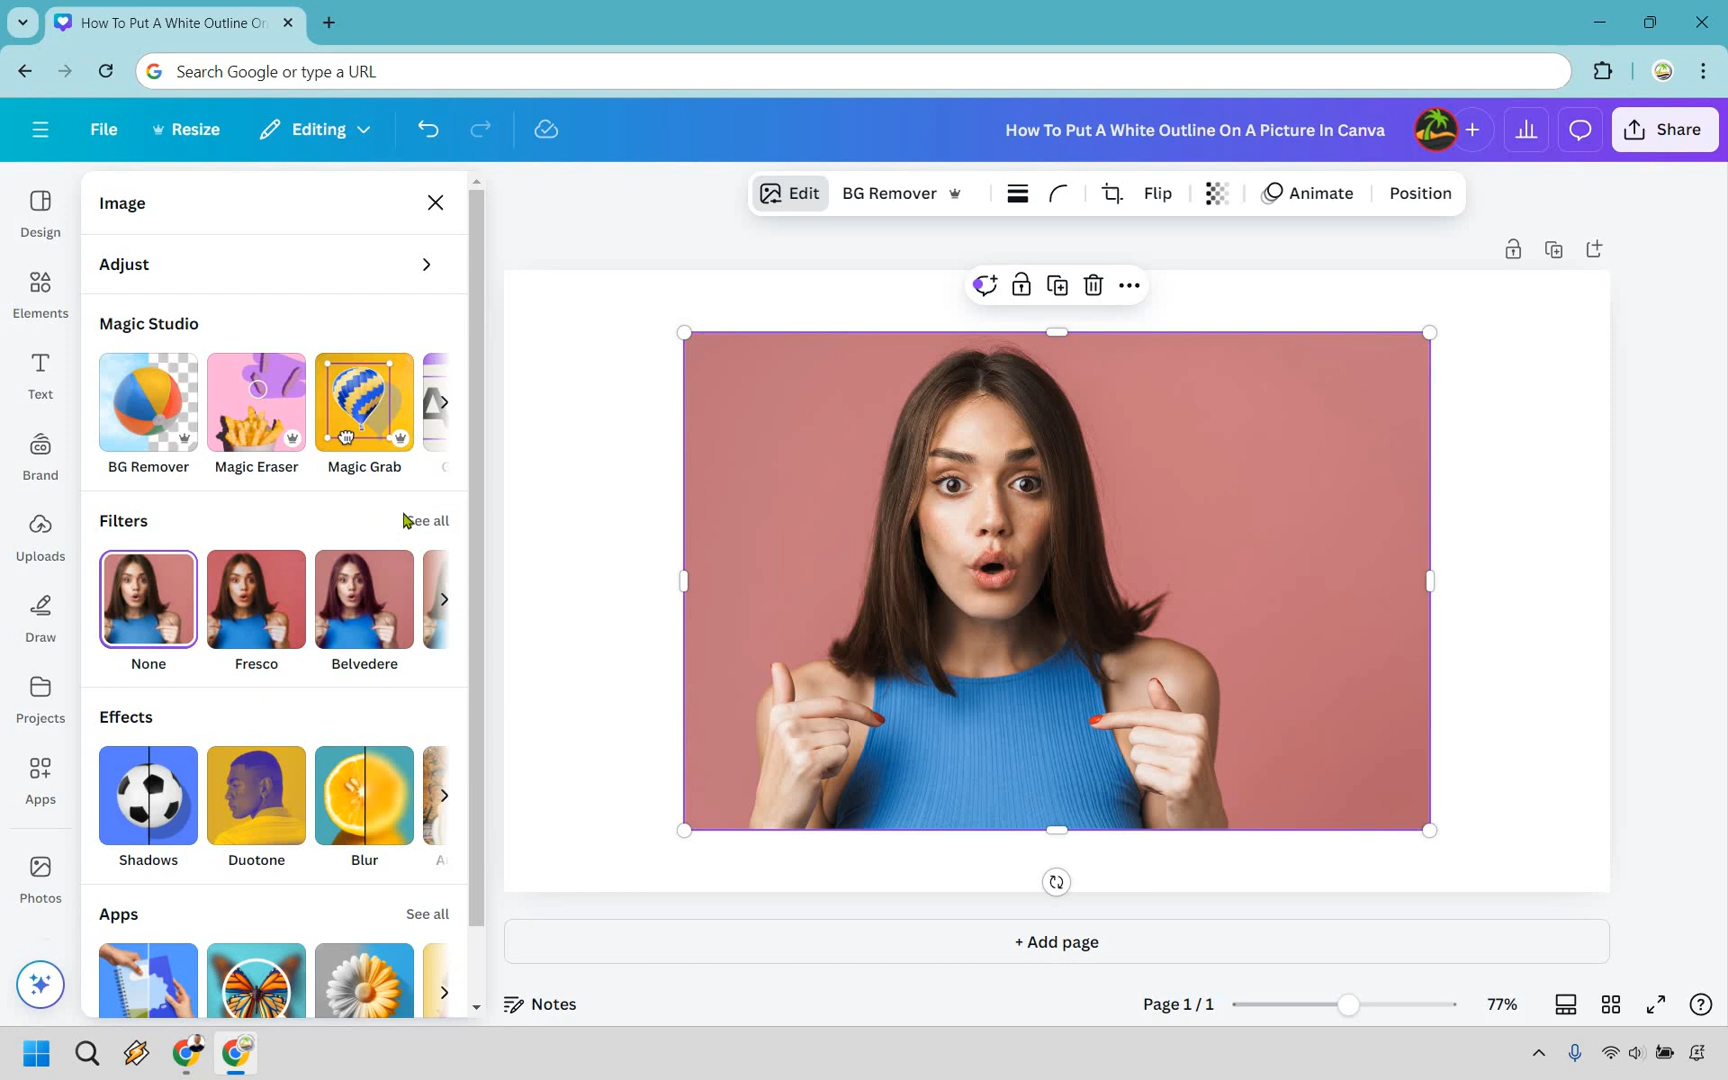 How To Put A White Outline On
Search Google or type a URL
File
Resize
Editing
How To Put A White Outline On A Picture In Canva
Share
Design
Elements
Text
Brand
Uploads
Draw
Projects
Apps
Photos
Image
Adjust
Magic Studio
BG Remover
Magic Eraser
Magic Grab
Filters
See all
None
Fresco
Belvedere
Effects
Shadows
Duotone
Blur
Apps
See all
Edit
BG Remover
Flip
Animate
Position
+ Add page
Notes
Page 1 / 1
77%